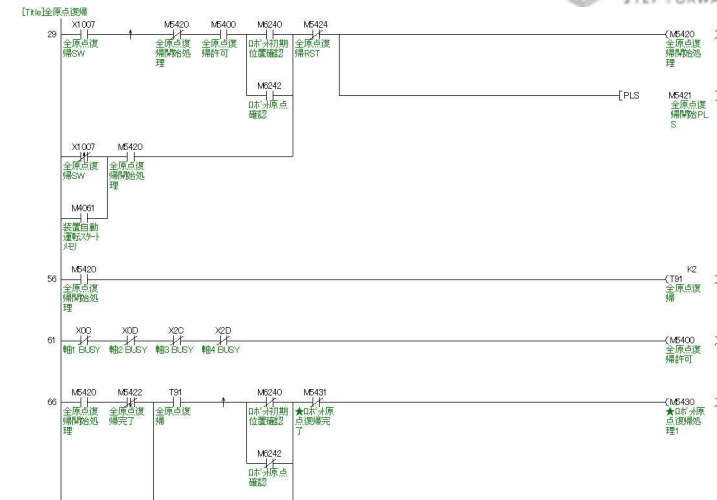 [Title]全原点復帰
29
X1007
全原点復
帰SW
M5420
全原点復
帰開始処
理
M5400
全原点復
帰許可
M6240
ロボット初期
位置確認
M5424
全原点復
帰RST
M5420
全原点復
帰開始処
理
M6242
ロボット原点
確認
PLS
M5421
全原点復
帰開始PL
S
X1007
全原点復
帰SW
M5420
全原点復
帰開始処
理
M4061
装置自動
運転スタート
メモリ
56
M5420
全原点復
帰開始処
理
K2
T91
全原点復
帰
61
X0C
軸1 BUSY
X0D
軸2 BUSY
X2C
軸3 BUSY
X2D
軸4 BUSY
M5400
全原点復
帰許可
66
M5420
全原点復
帰開始処
理
M5422
全原点復
帰完了
T91
全原点復
帰
M6240
ロボット初期
位置確認
M5431
★ロボット原
点復帰完
了
M5430
★ロボット原
点復帰処
理1
M6242
ロボット原点
確認